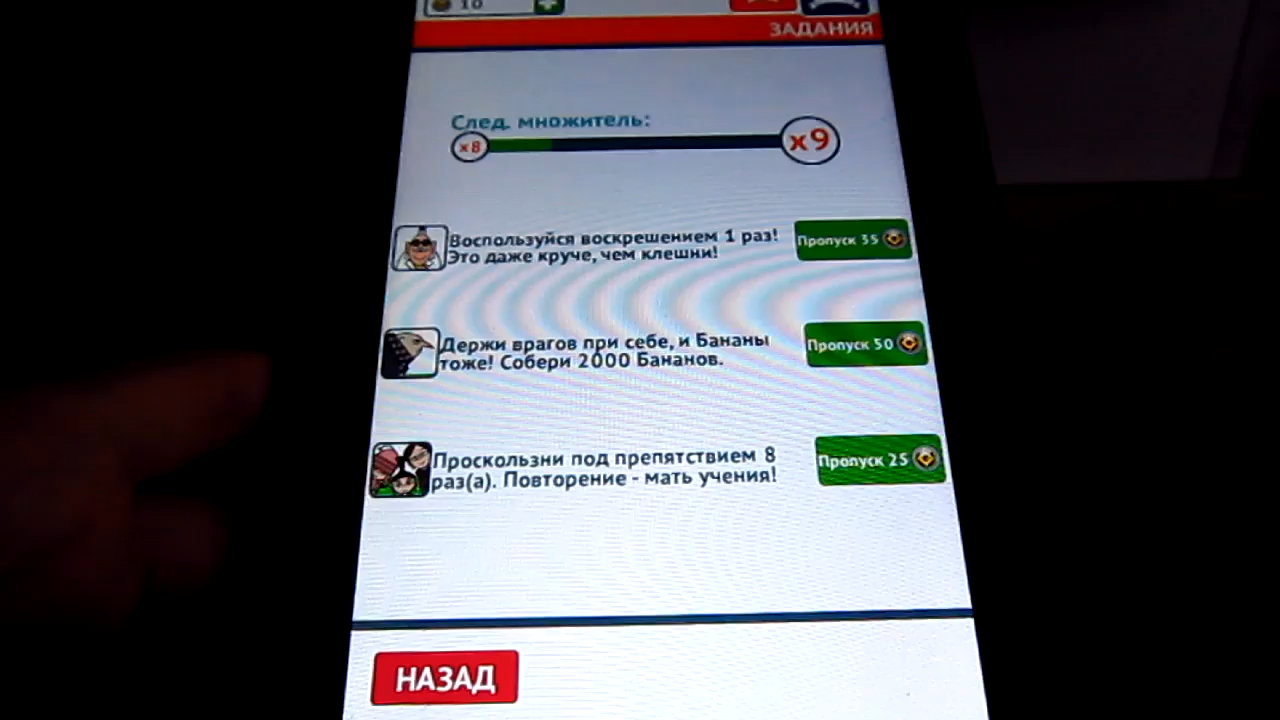 10
ЗАДАНИЯ
След. множитель:
x8
x9
Воспользуйся воскрешением 1 раз!
Это даже круче, чем клешни!
Пропуск 35
Держи врагов при себе, и Бананы
тоже! Собери 2000 Бананов.
Пропуск 50
Проскользни под препятствием 8
раз(а). Повторение - мать учения!
Пропуск 25
НАЗАД